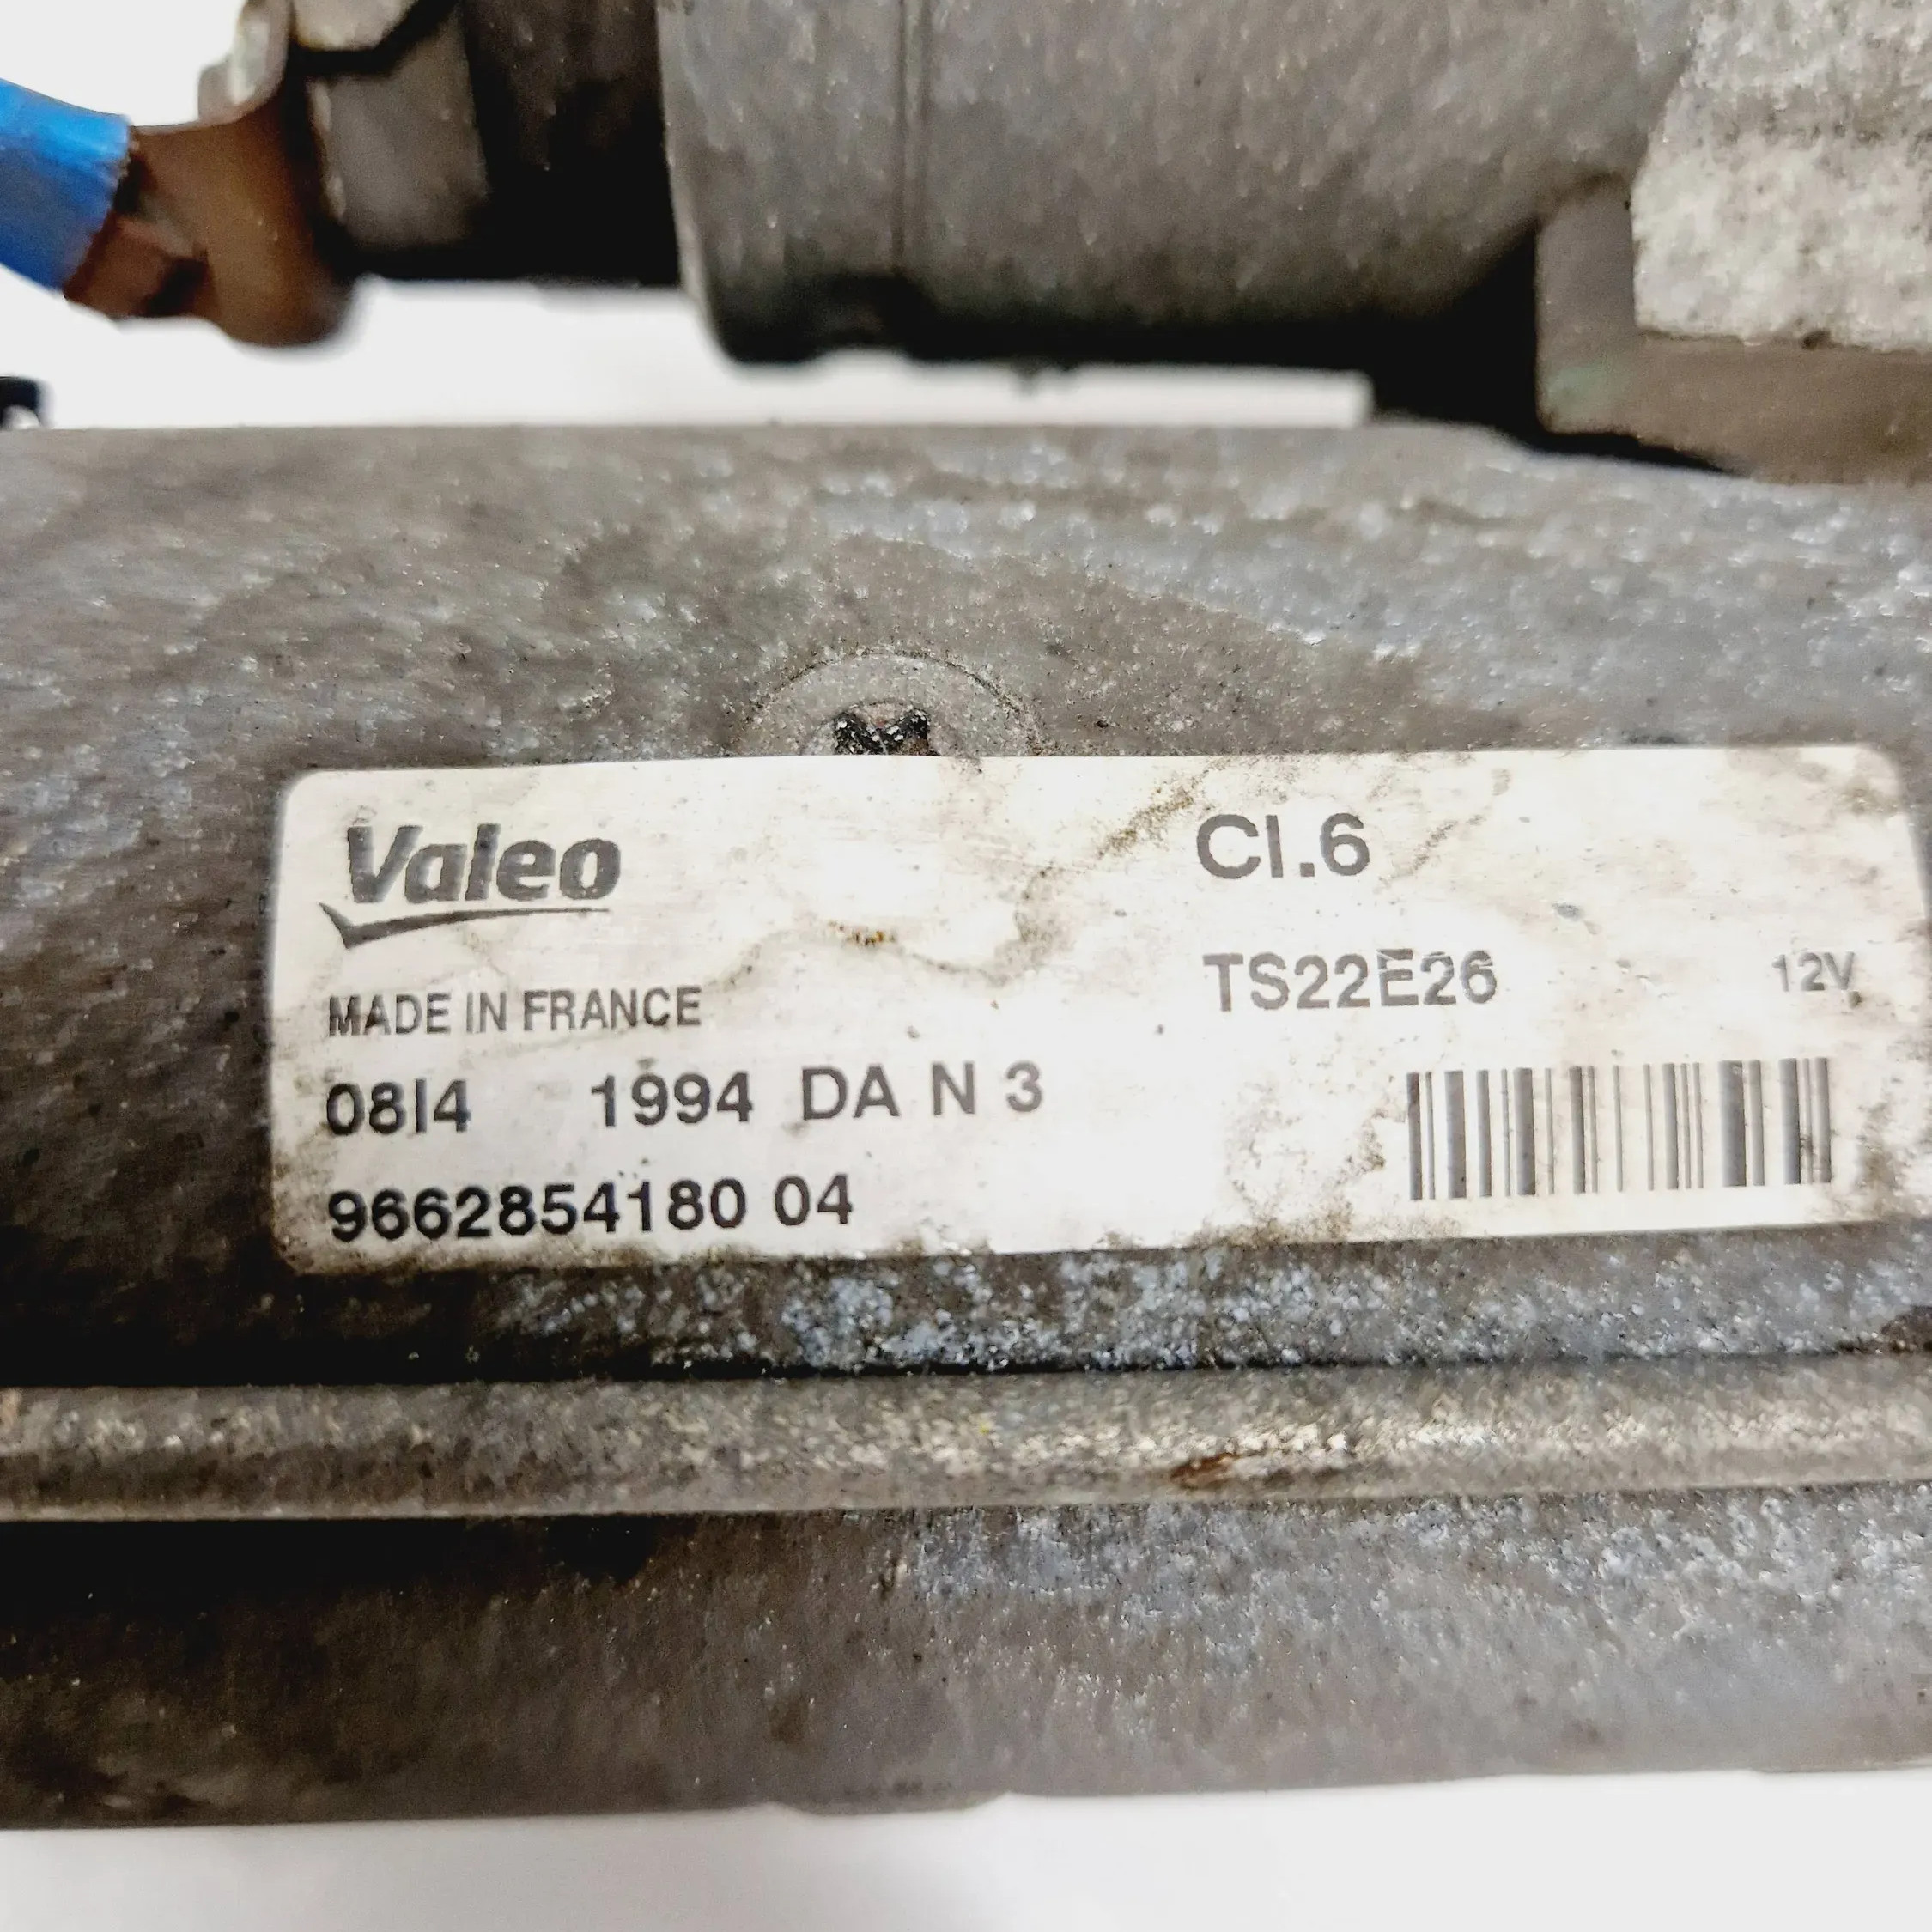 Valeo
Cl.6
TS22E26 12V
MADE IN FRANCE
08I4 1994 DA N 3
9662854180 04